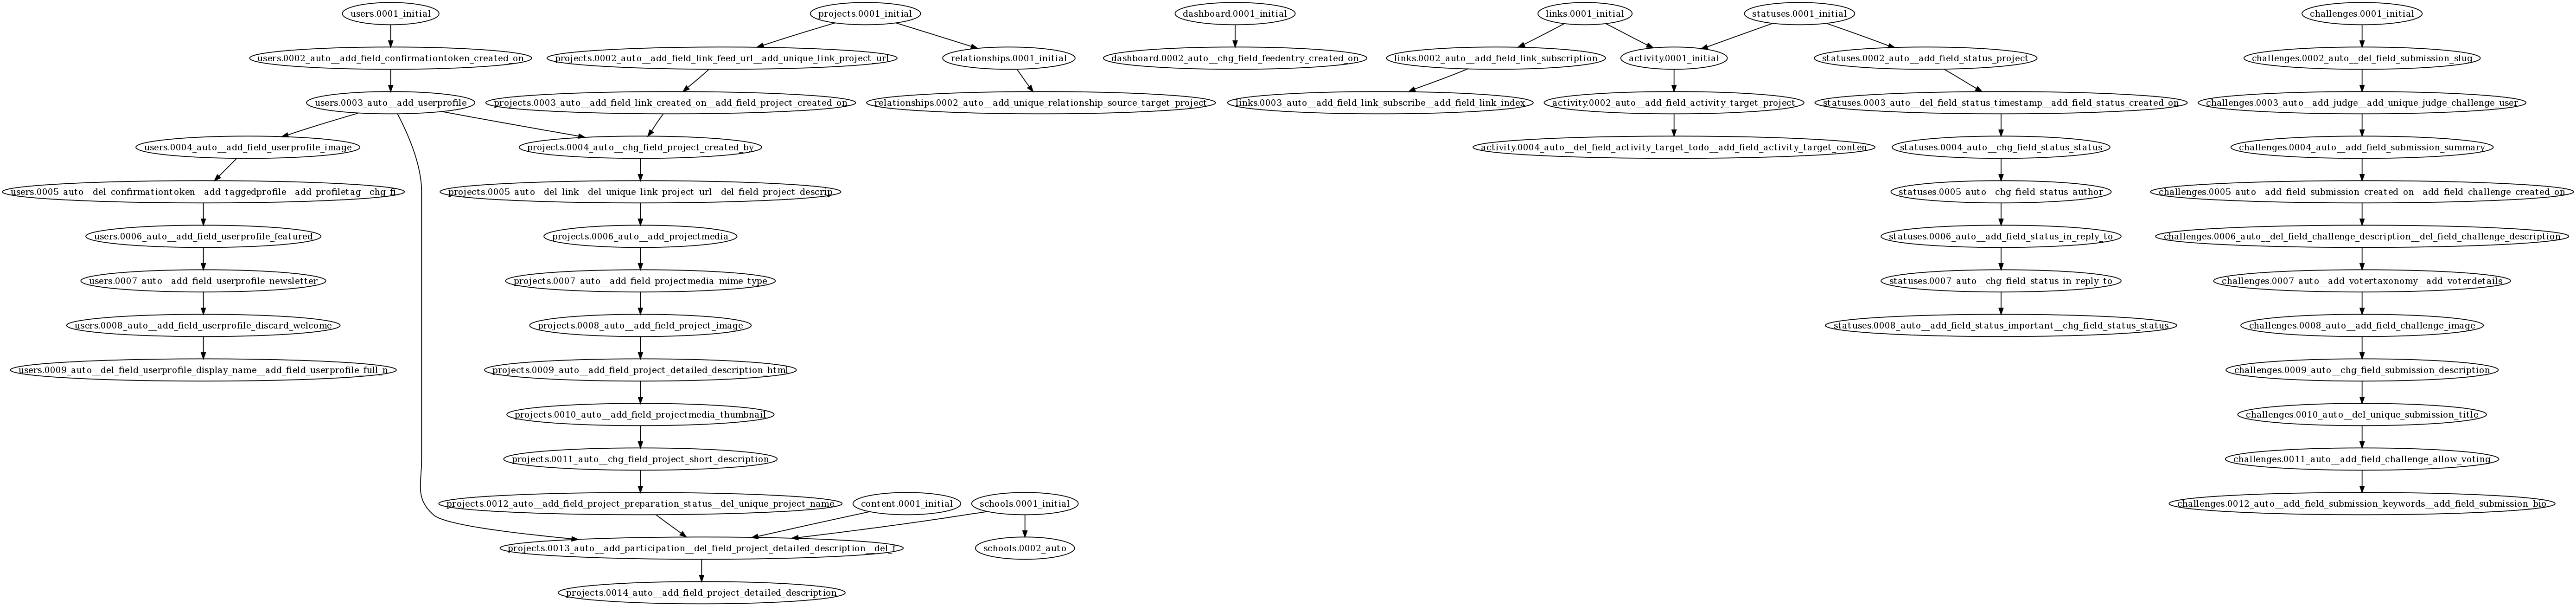 users.0001_initial
projects.0001_initial
dashboard.0001_initial
links.0001_initial
statuses.0001_initial
challenges.0001_initial
users.0002_auto__add_field_confirmationtoken_created_on
projects.0002_auto__add_field_link_feed_url__add_unique_link_project_url
relationships.0001_initial
dashboard.0002_auto__chg_field_feedentry_created_on
links.0002_auto__add_field_link_subscription
activity.0001_initial
statuses.0002_auto__add_field_status_project
challenges.0002_auto__del_field_submission_slug
users.0003_auto__add_userprofile
projects.0003_auto__add_field_link_created_on__add_field_project_created_on
relationships.0002_auto__add_unique_relationship_source_target_project
links.0003_auto__add_field_link_subscribe__add_field_link_index
activity.0002_auto__add_field_activity_target_project
statuses.0003_auto__del_field_status_timestamp__add_field_status_created_on
challenges.0003_auto__add_judge__add_unique_judge_challenge_user
users.0004_auto__add_field_userprofile_image
projects.0004_auto__chg_field_project_created_by
activity.0004_auto__del_field_activity_target_todo__add_field_activity_target_conten
statuses.0004_auto__chg_field_status_status
challenges.0004_auto__add_field_submission_summary
users.0005_auto__del_confirmationtoken__add_taggedprofile__add_profiletag__chg_fi
projects.0005_auto__del_link__del_unique_link_project_url__del_field_project_descrip
statuses.0005_auto__chg_field_status_author
challenges.0005_auto__add_field_submission_created_on__add_field_challenge_created_on
users.0006_auto__add_field_userprofile_featured
projects.0006_auto__add_projectmedia
statuses.0006_auto__add_field_status_in_reply_to
challenges.0006_auto__del_field_challenge_description__del_field_challenge_description
users.0007_auto__add_field_userprofile_newsletter
projects.0007_auto__add_field_projectmedia_mime_type
statuses.0007_auto__chg_field_status_in_reply_to
challenges.0007_auto__add_votertaxonomy__add_voterdetails
users.0008_auto__add_field_userprofile_discard_welcome
projects.0008_auto__add_field_project_image
statuses.0008_auto__add_field_status_important__chg_field_status_status
challenges.0008_auto__add_field_challenge_image
users.0009_auto__del_field_userprofile_display_name__add_field_userprofile_full_n
projects.0009_auto__add_field_project_detailed_description_html
challenges.0009_auto__chg_field_submission_description
projects.0010_auto__add_field_projectmedia_thumbnail
challenges.0010_auto__del_unique_submission_title
projects.0011_auto__chg_field_project_short_description
challenges.0011_auto__add_field_challenge_allow_voting
projects.0012_auto__add_field_project_preparation_status__del_unique_project_name
content.0001_initial
schools.0001_initial
challenges.0012_auto__add_field_submission_keywords__add_field_submission_bio
projects.0013_auto__add_participation__del_field_project_detailed_description__del_f
schools.0002_auto
projects.0014_auto__add_field_project_detailed_description